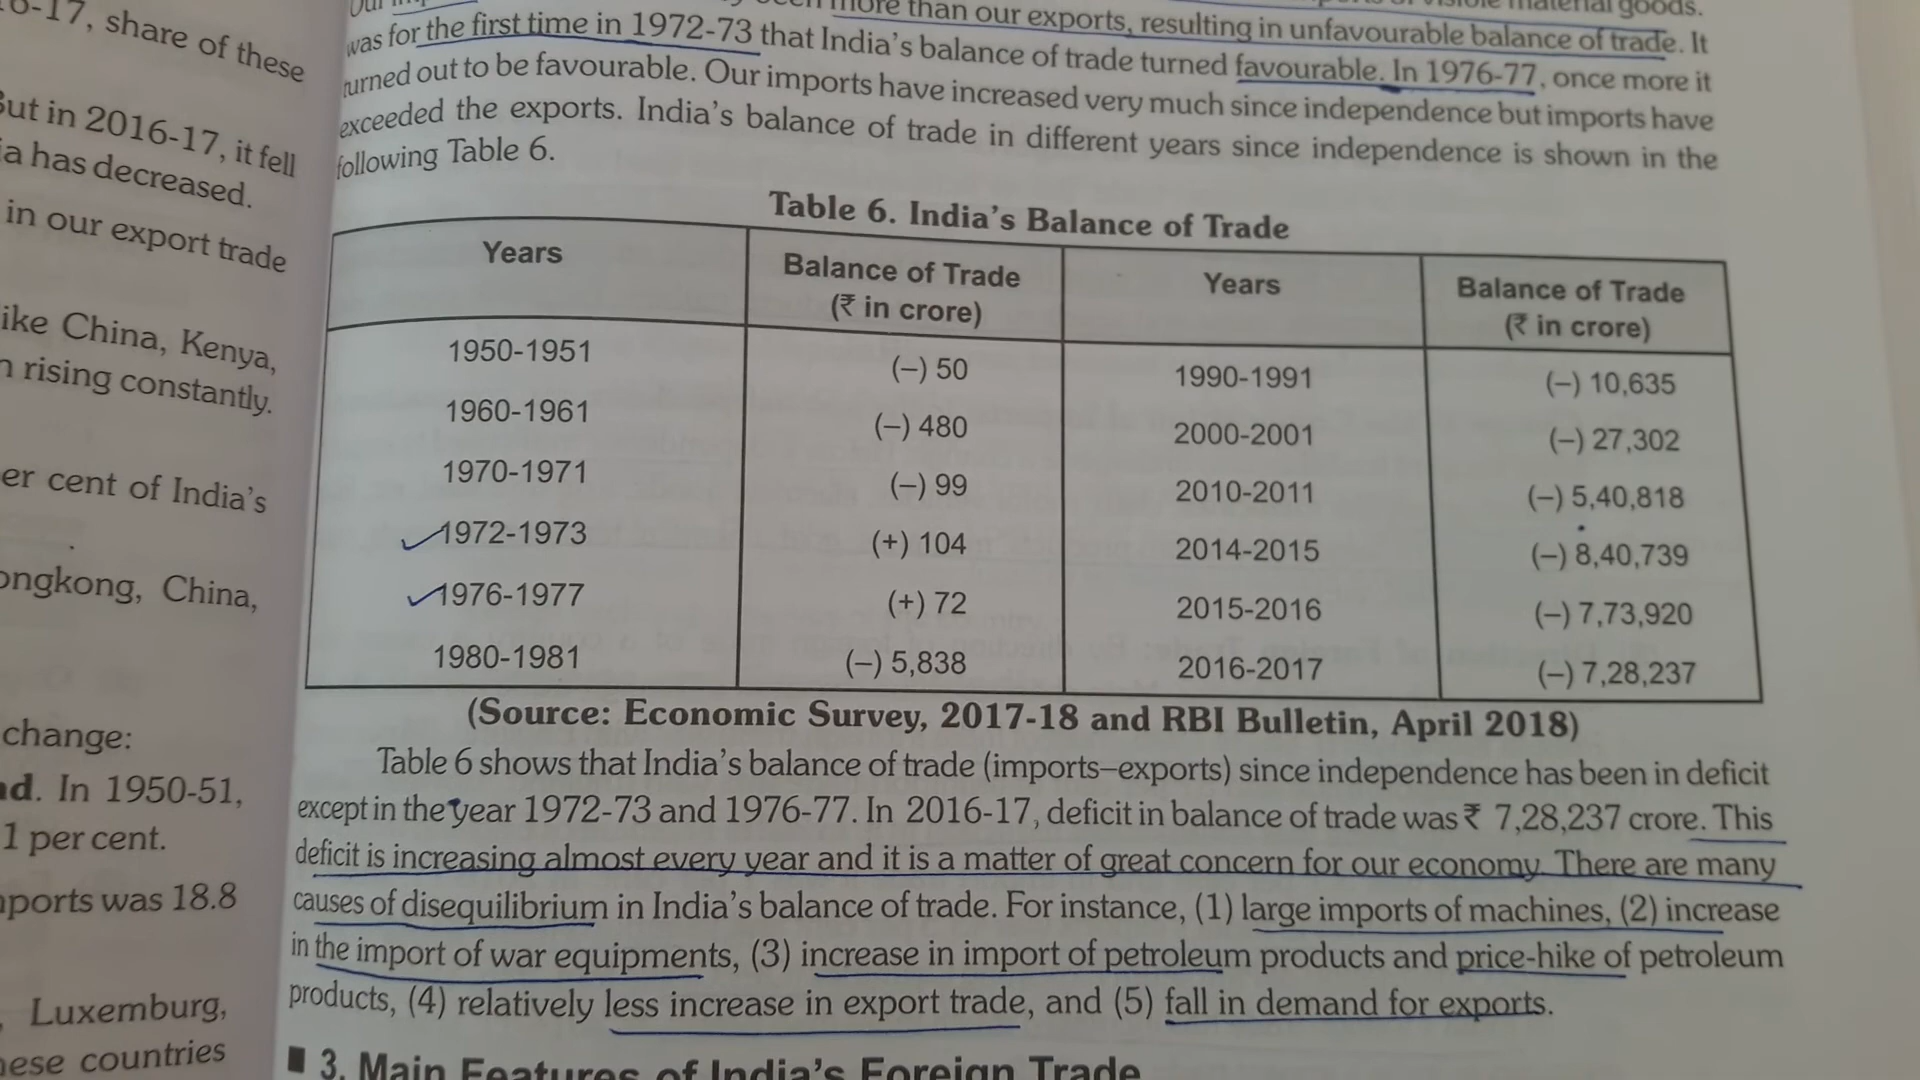 6-17, share of these
But in 2016-17, it fell
ia has decreased.
in our export trade
ike China, Kenya,
n rising constantly.
er cent of India's
ongkong, China,
change:
ad. In 1950-51,
1 per cent.
ports was 18.8
, Luxemburg,
hese countries
more than our exports, resulting in unfavourable balance of trade. It
was for the first time in 1972-73 that India's balance of trade turned favourable. In 1976-77, once more it
turned out to be favourable. Our imports have increased very much since independence but imports have
exceeded the exports. India's balance of trade in different years since independence is shown in the
following Table 6.
Table 6. India's Balance of Trade
Years Balance of Trade Years Balance of Trade
(₹ in crore) (₹ in crore)
1950-1951 (–) 50 1990-1991 (–) 10,635
1960-1961 (–) 480 2000-2001 (–) 27,302
1970-1971 (–) 99 2010-2011 (–) 5,40,818
1972-1973 (+) 104 2014-2015 (–) 8,40,739
1976-1977 (+) 72 2015-2016 (–) 7,73,920
1980-1981 (–) 5,838 2016-2017 (–) 7,28,237
(Source: Economic Survey, 2017-18 and RBI Bulletin, April 2018)
Table 6 shows that India's balance of trade (imports–exports) since independence has been in deficit
except in the year 1972-73 and 1976-77. In 2016-17, deficit in balance of trade was ₹ 7,28,237 crore. This
deficit is increasing almost every year and it is a matter of great concern for our economy. There are many
causes of disequilibrium in India's balance of trade. For instance, (1) large imports of machines, (2) increase
in the import of war equipments, (3) increase in import of petroleum products and price-hike of petroleum
products, (4) relatively less increase in export trade, and (5) fall in demand for exports.
3. Main Features of India's Foreign Trade